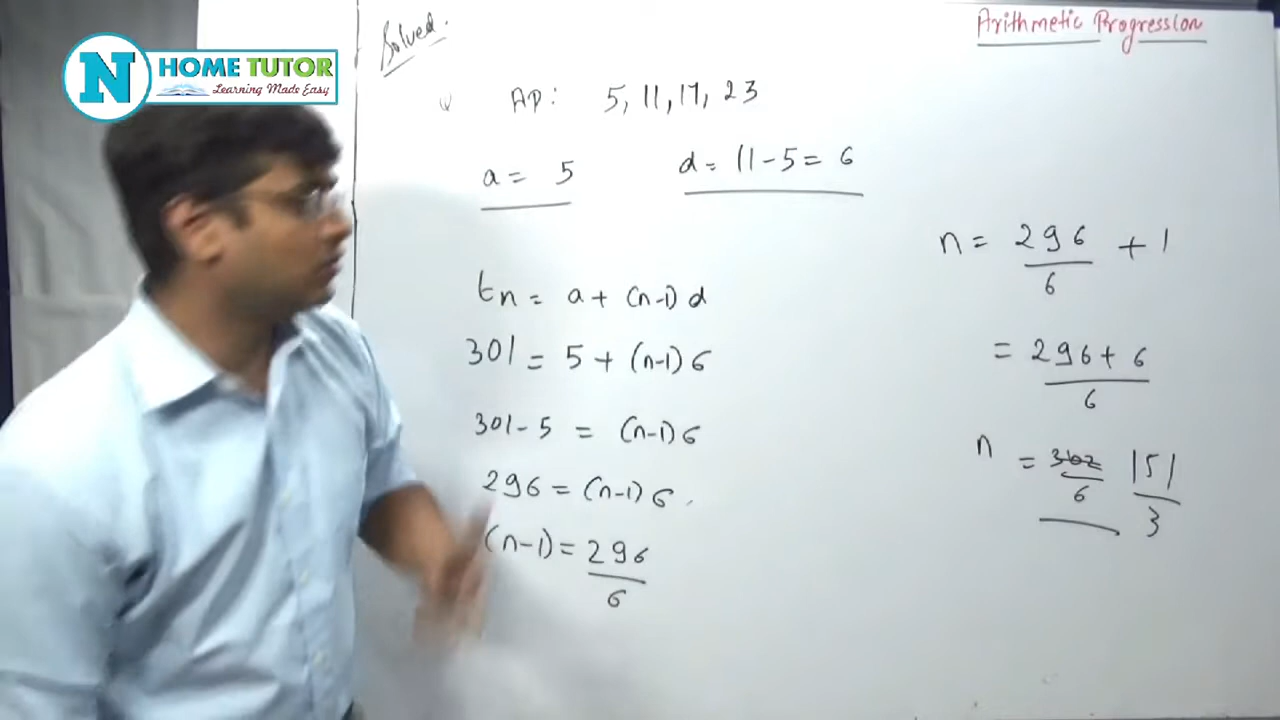 N HOME TUTOR
Learning Made Easy
Solved.
Arithmetic Progression
AP: 5, 11, 17, 23
a = 5
d = 11 - 5 = 6
tn = a + (n-1) d
301 = 5 + (n-1) 6
301 - 5 = (n-1) 6
296 = (n-1) 6
(n-1) = 296
6
n = 296 + 1
6
= 296 + 6
6
n = 302 151
6 3